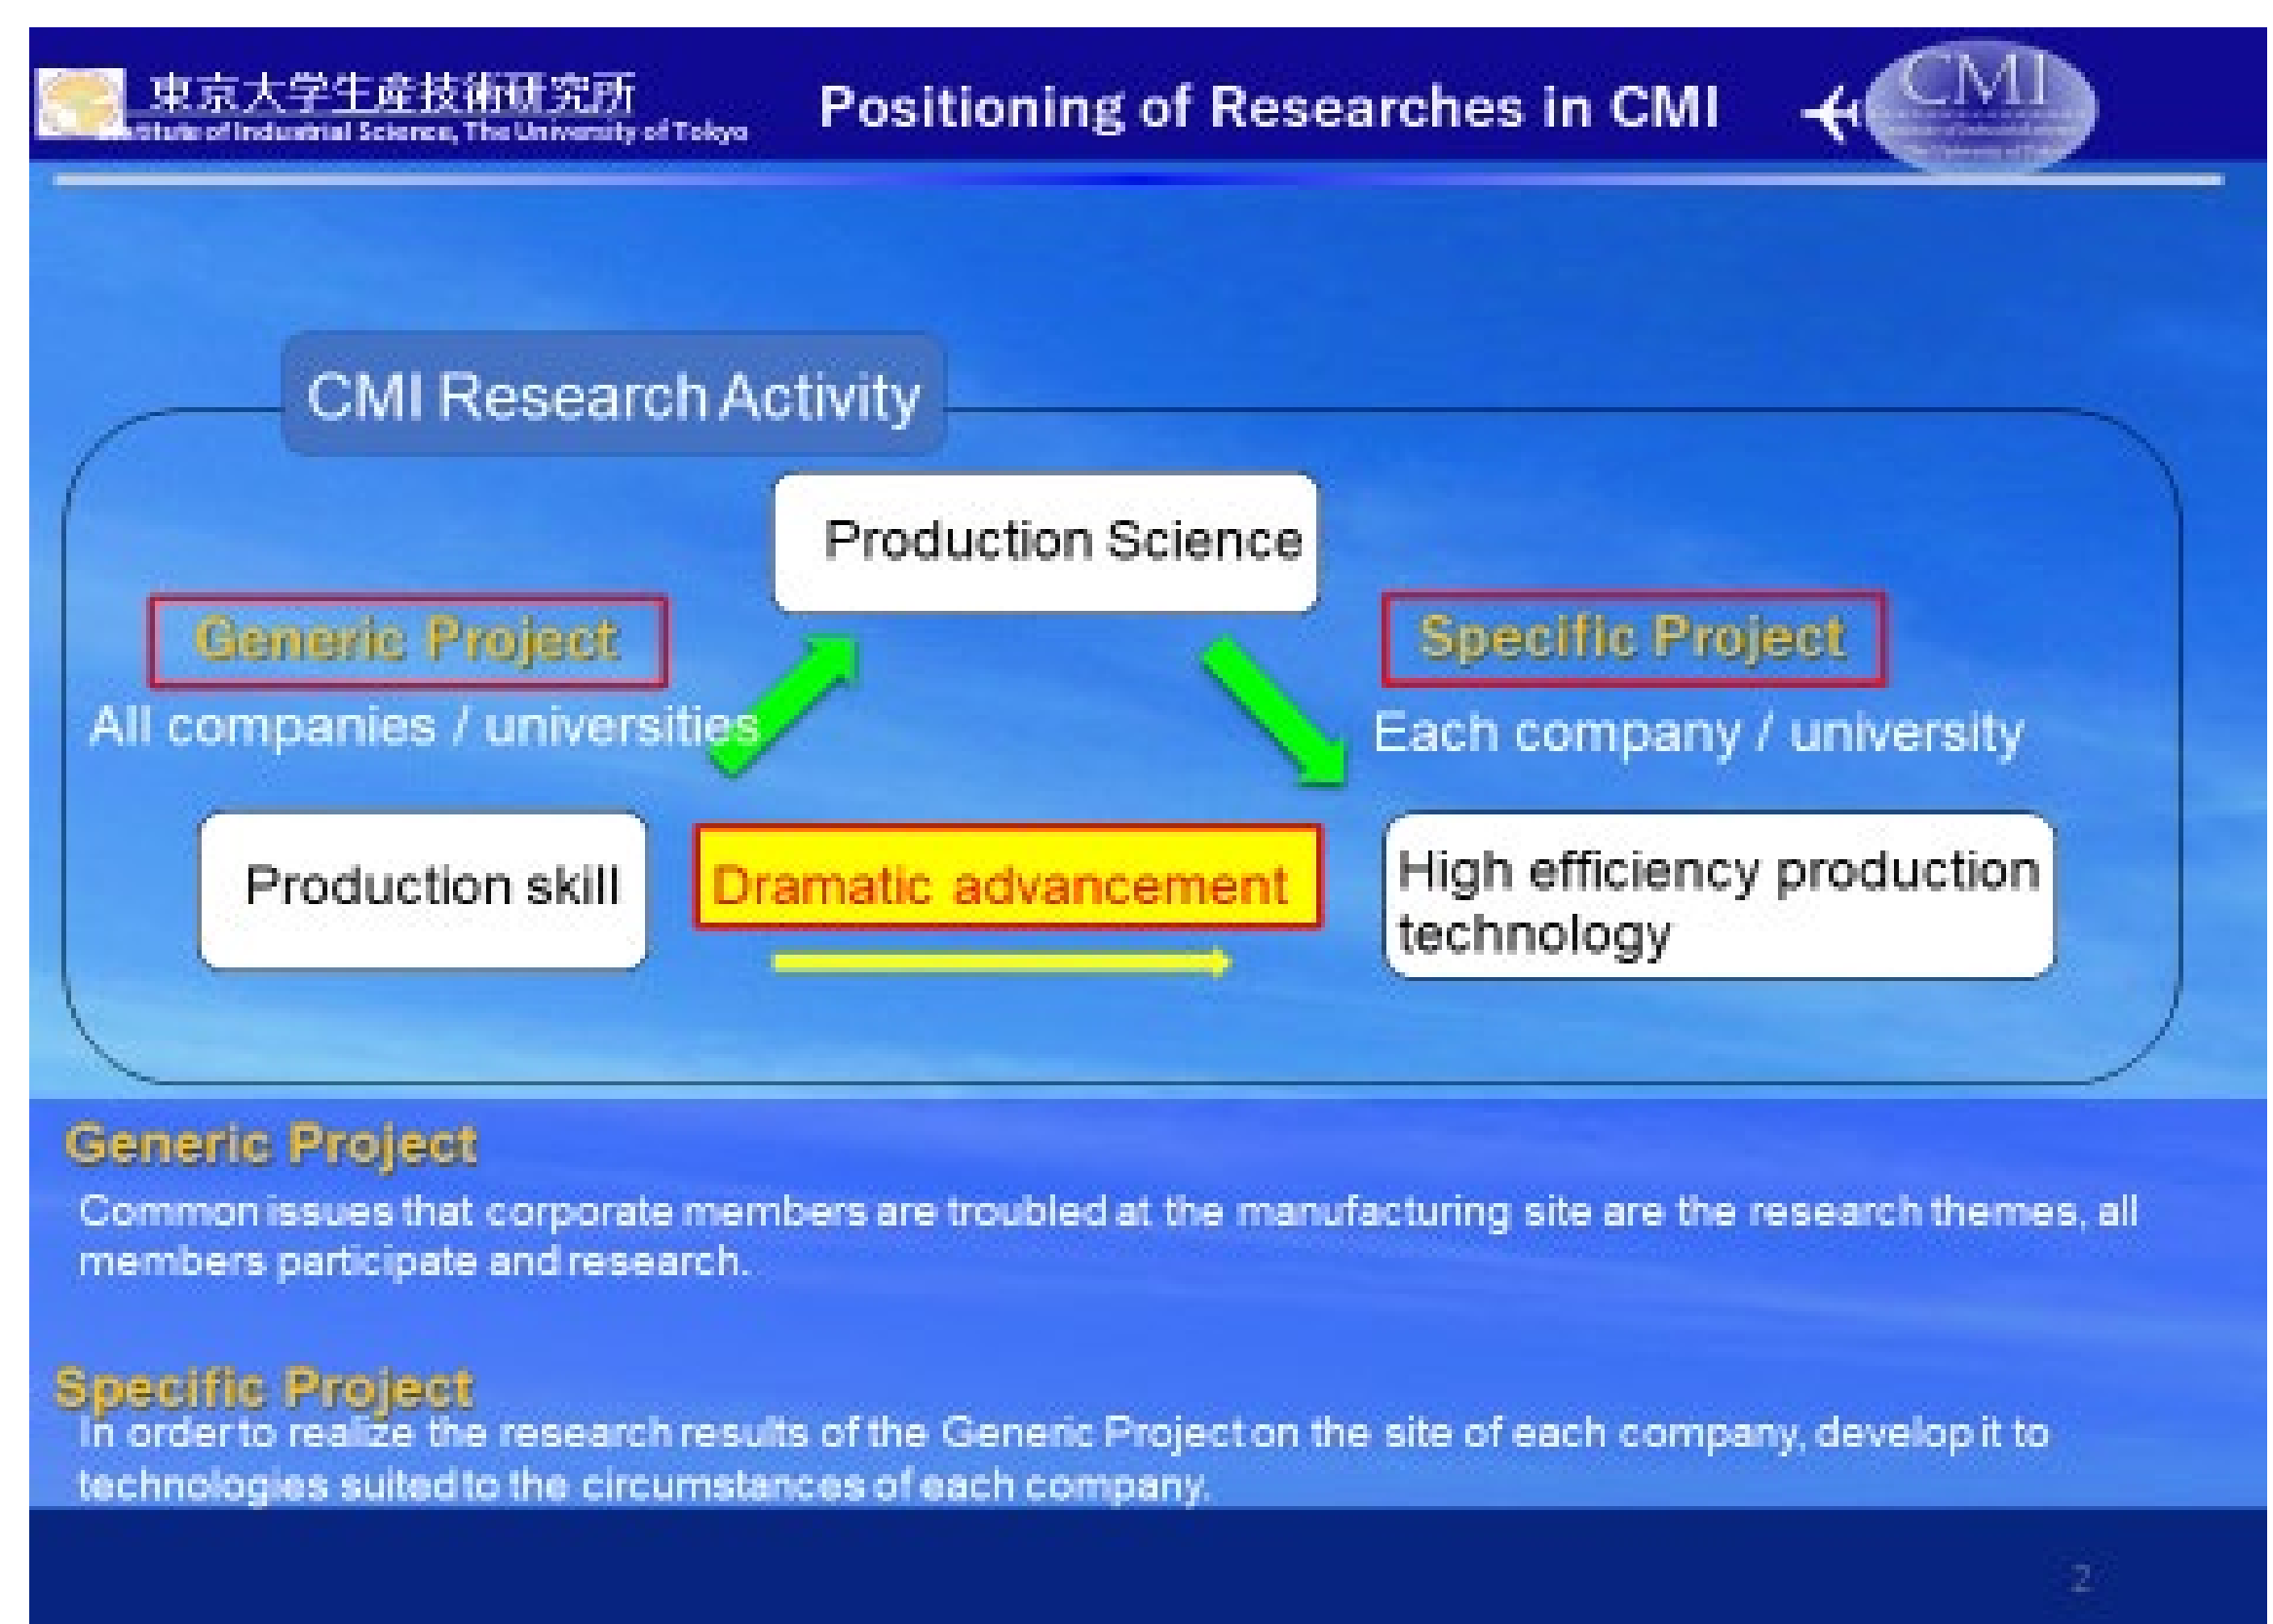 東京大学生産技術研究所
Institute of Industrial Science, The University of Tokyo
Positioning of Researches in CMI
CMI
CMI Research Activity
Production Science
Generic Project
Specific Project
All companies / universities
Each company / university
Production skill
Dramatic advancement
High efficiency production
technology
Generic Project
Common issues that corporate members are troubled at the manufacturing site are the research themes, all
members participate and research.
Specific Project
In order to realize the research results of the Generic Project on the site of each company, develop it to
technologies suited to the circumstances of each company.
2